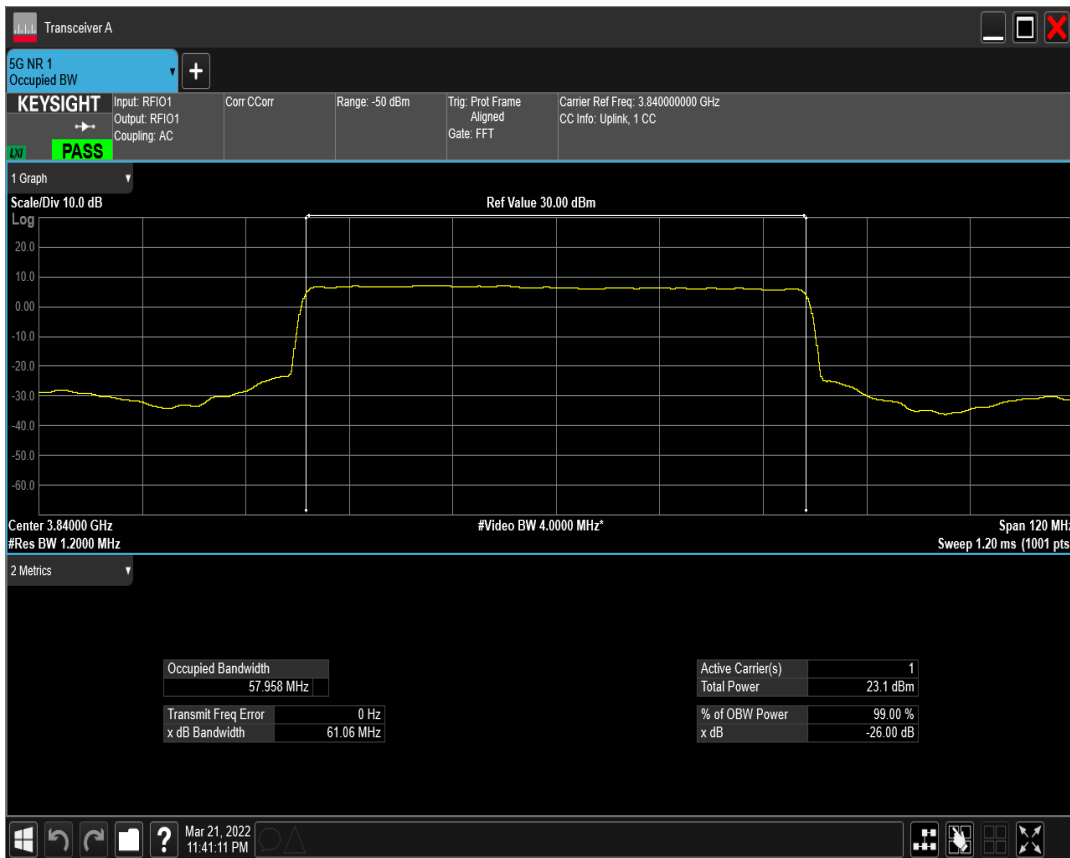 Transceiver A
5G NR 1
Occupied BW
KEYSIGHT
Input: RFIO1
Output: RFIO1
Coupling: AC
Corr CCorr
Range: -50 dBm
Trig: Prot Frame
Aligned
Gate: FFT
Carrier Ref Freq: 3.840000000 GHz
CC Info: Uplink, 1 CC
LXI
PASS
1 Graph
Scale/Div 10.0 dB
Ref Value 30.00 dBm
Log
20.0
10.0
0.00
-10.0
-20.0
-30.0
-40.0
-50.0
-60.0
Center 3.84000 GHz
#Video BW 4.0000 MHz*
Span 120 MHz
#Res BW 1.2000 MHz
Sweep 1.20 ms (1001 pts
2 Metrics
Occupied Bandwidth
57.958 MHz
Transmit Freq Error 0 Hz
x dB Bandwidth 61.06 MHz
Active Carrier(s) 1
Total Power 23.1 dBm
% of OBW Power 99.00 %
x dB -26.00 dB
?
Mar 21, 2022
11:41:11 PM